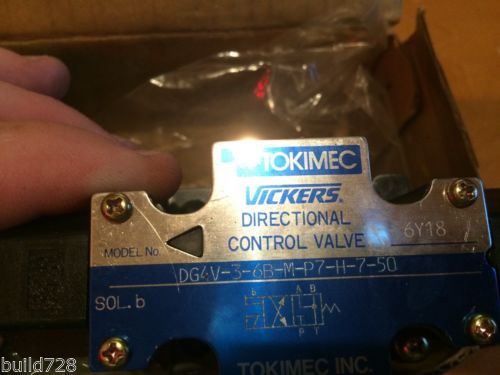 TOKIMEC
VICKERS
DIRECTIONAL
CONTROL VALVE 6Y18
MODEL No.
DG4V-3-6B-M-P7-H-7-50
SOL.b
b A B
P T
TOKIMEC INC.
build728